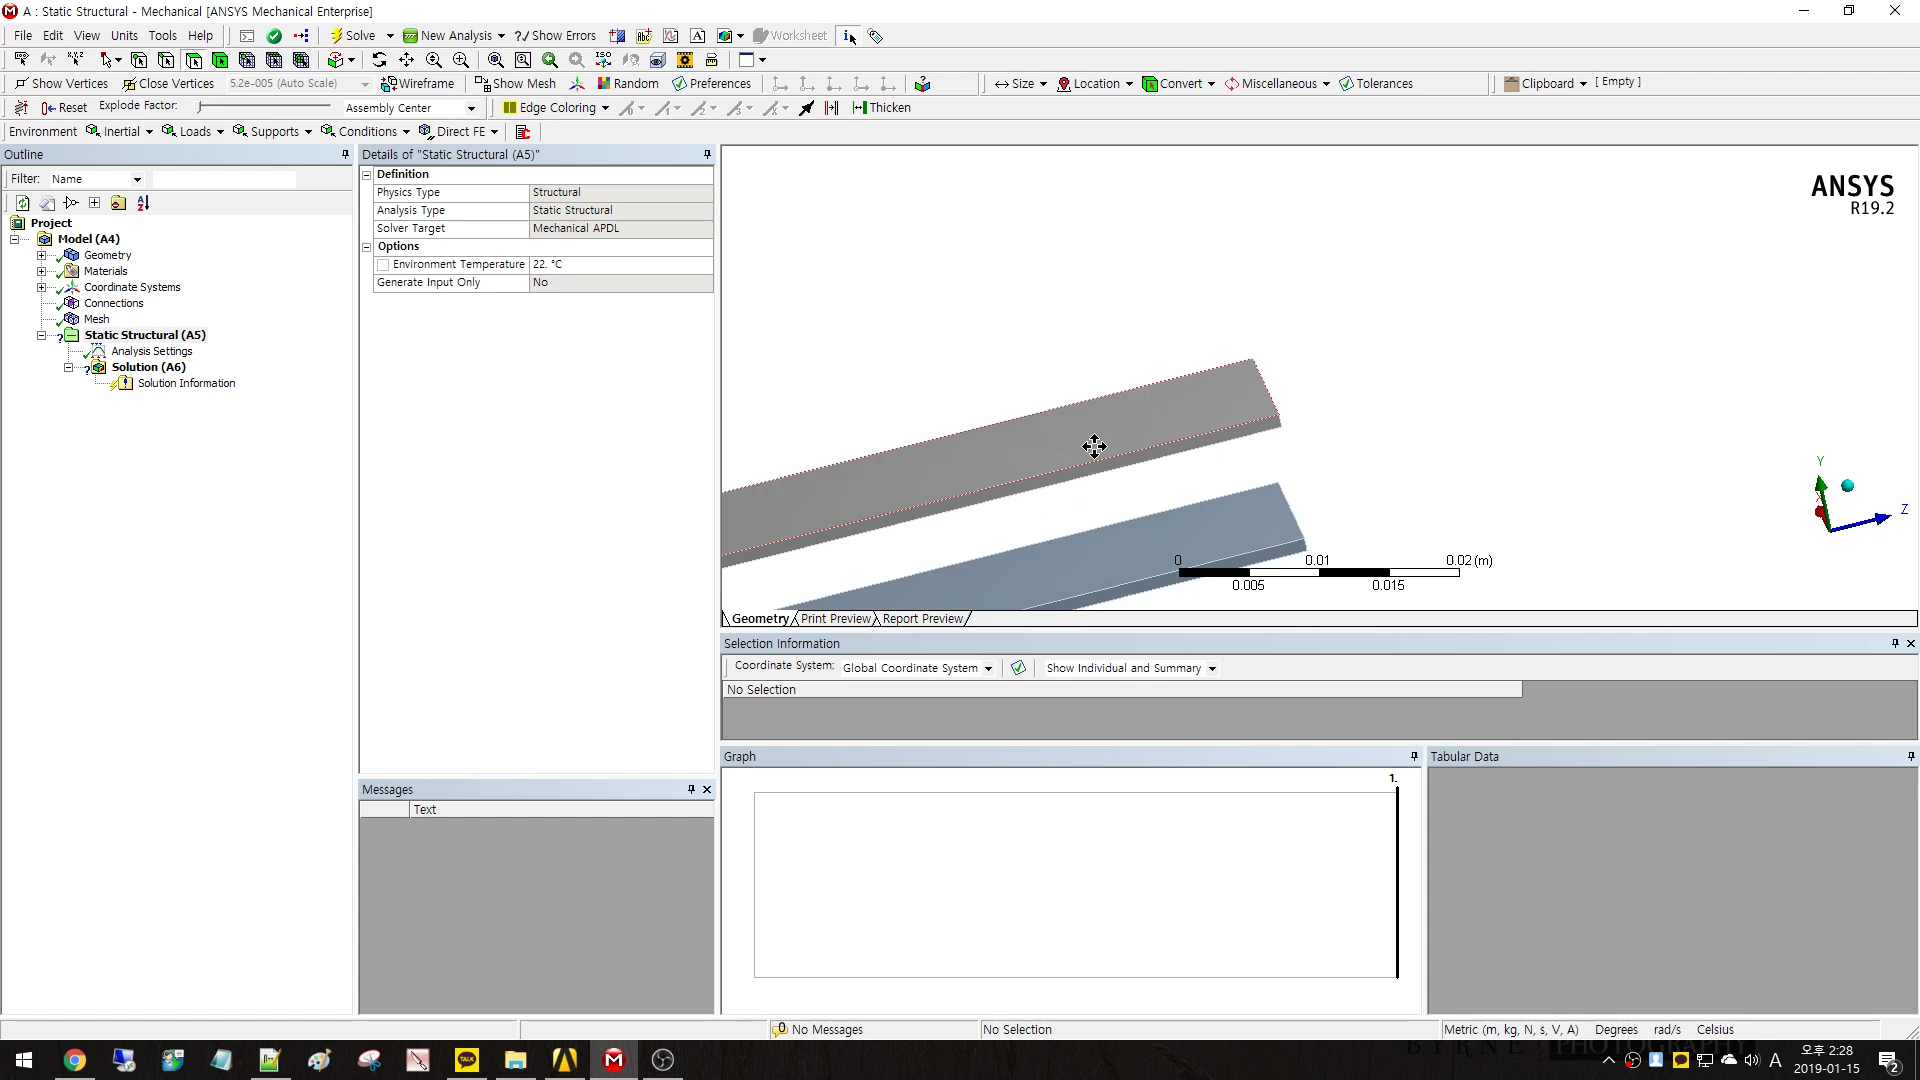 A : Static Structural - Mechanical [ANSYS Mechanical Enterprise]
File Edit View Units Tools Help Solve New Analysis ?/ Show Errors Worksheet
Show Vertices Close Vertices 5.2e-005 (Auto Scale) Wireframe Show Mesh Random Preferences Size Location Convert Miscellaneous Tolerances Clipboard [ Empty ]
Reset Explode Factor: Assembly Center Edge Coloring Thicken
Environment Inertial Loads Supports Conditions Direct FE
Outline
Filter: Name
Project
Model (A4)
Geometry
Materials
Coordinate Systems
Connections
Mesh
Static Structural (A5)
Analysis Settings
Solution (A6)
Solution Information
Details of "Static Structural (A5)"
Definition
Physics Type Structural
Analysis Type Static Structural
Solver Target Mechanical APDL
Options
Environment Temperature 22. °C
Generate Input Only No
ANSYS
R19.2
Y
X
Z
0 0.01 0.02 (m)
0.005 0.015
Geometry Print Preview Report Preview
Selection Information
Coordinate System: Global Coordinate System Show Individual and Summary
No Selection
Messages
Text
Graph
1.
Tabular Data
0 No Messages No Selection Metric (m, kg, N, s, V, A) Degrees rad/s Celsius
TALK
A 오후 2:28
2019-01-15
2